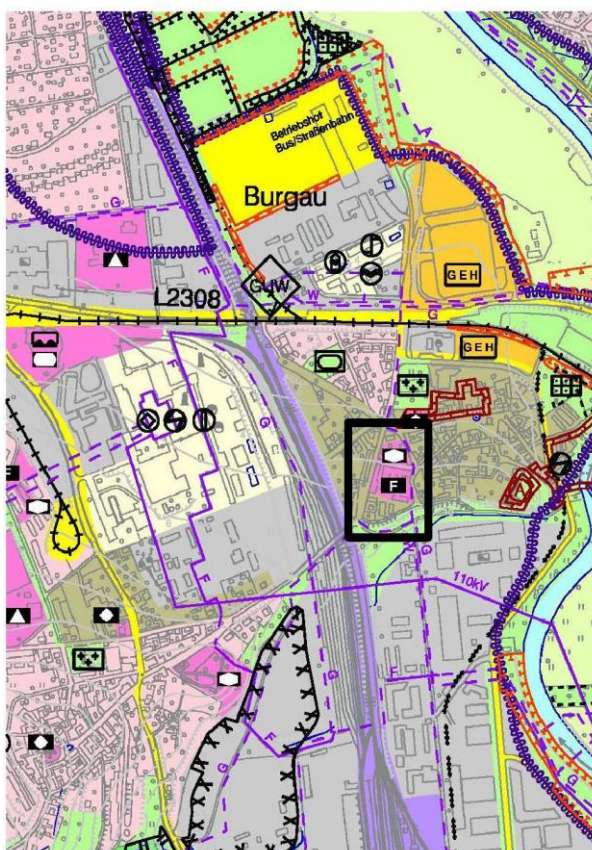 Betriebshof
Bus/Straßenbahn
Burgau
A
G
F
GEH
GUW
L2308
W
G
GEH
F
G
F
F
G
110kV
F
F
G
F
G
G
G